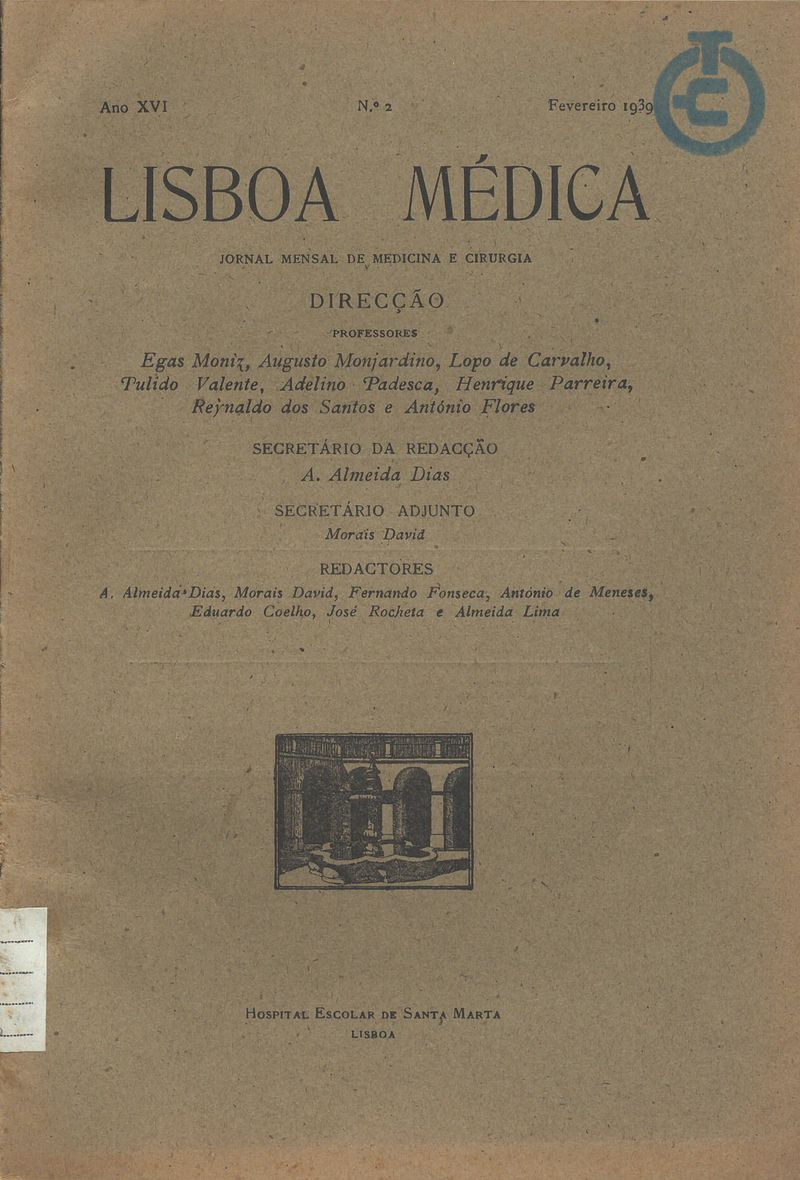 Ano XVI N.º 2 Fevereiro 1939
TC
LISBOA MÉDICA
JORNAL MENSAL DE MEDICINA E CIRURGIA
DIRECÇÃO
PROFESSORES
Egas Moniz, Augusto Monjardino, Lopo de Carvalho,
Pulido Valente, Adelino Padesca, Henrique Parreira,
Reynaldo dos Santos e António Flores
SECRETÁRIO DA REDACÇÃO
A. Almeida Dias
SECRETÁRIO ADJUNTO
Morais David
REDACTORES
A. Almeida Dias, Morais David, Fernando Fonseca, António de Meneses,
Eduardo Coelho, José Rocheta e Almeida Lima
HOSPITAL ESCOLAR DE SANTA MARTA
LISBOA